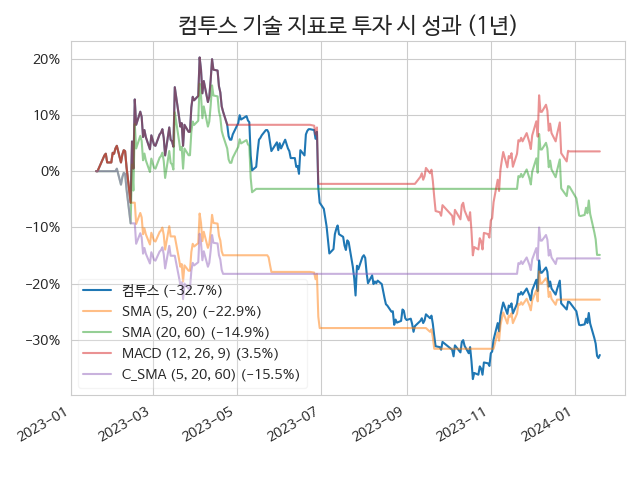 컴투스 기술 지표로 투자 시 성과 (1년)
20%
10%
0%
−10%
−20%
−30%
컴투스 (−32.7%)
SMA (5, 20) (−22.9%)
SMA (20, 60) (−14.9%)
MACD (12, 26, 9) (3.5%)
C_SMA (5, 20, 60) (−15.5%)
2023−01
2023−03
2023−05
2023−07
2023−09
2023−11
2024−01